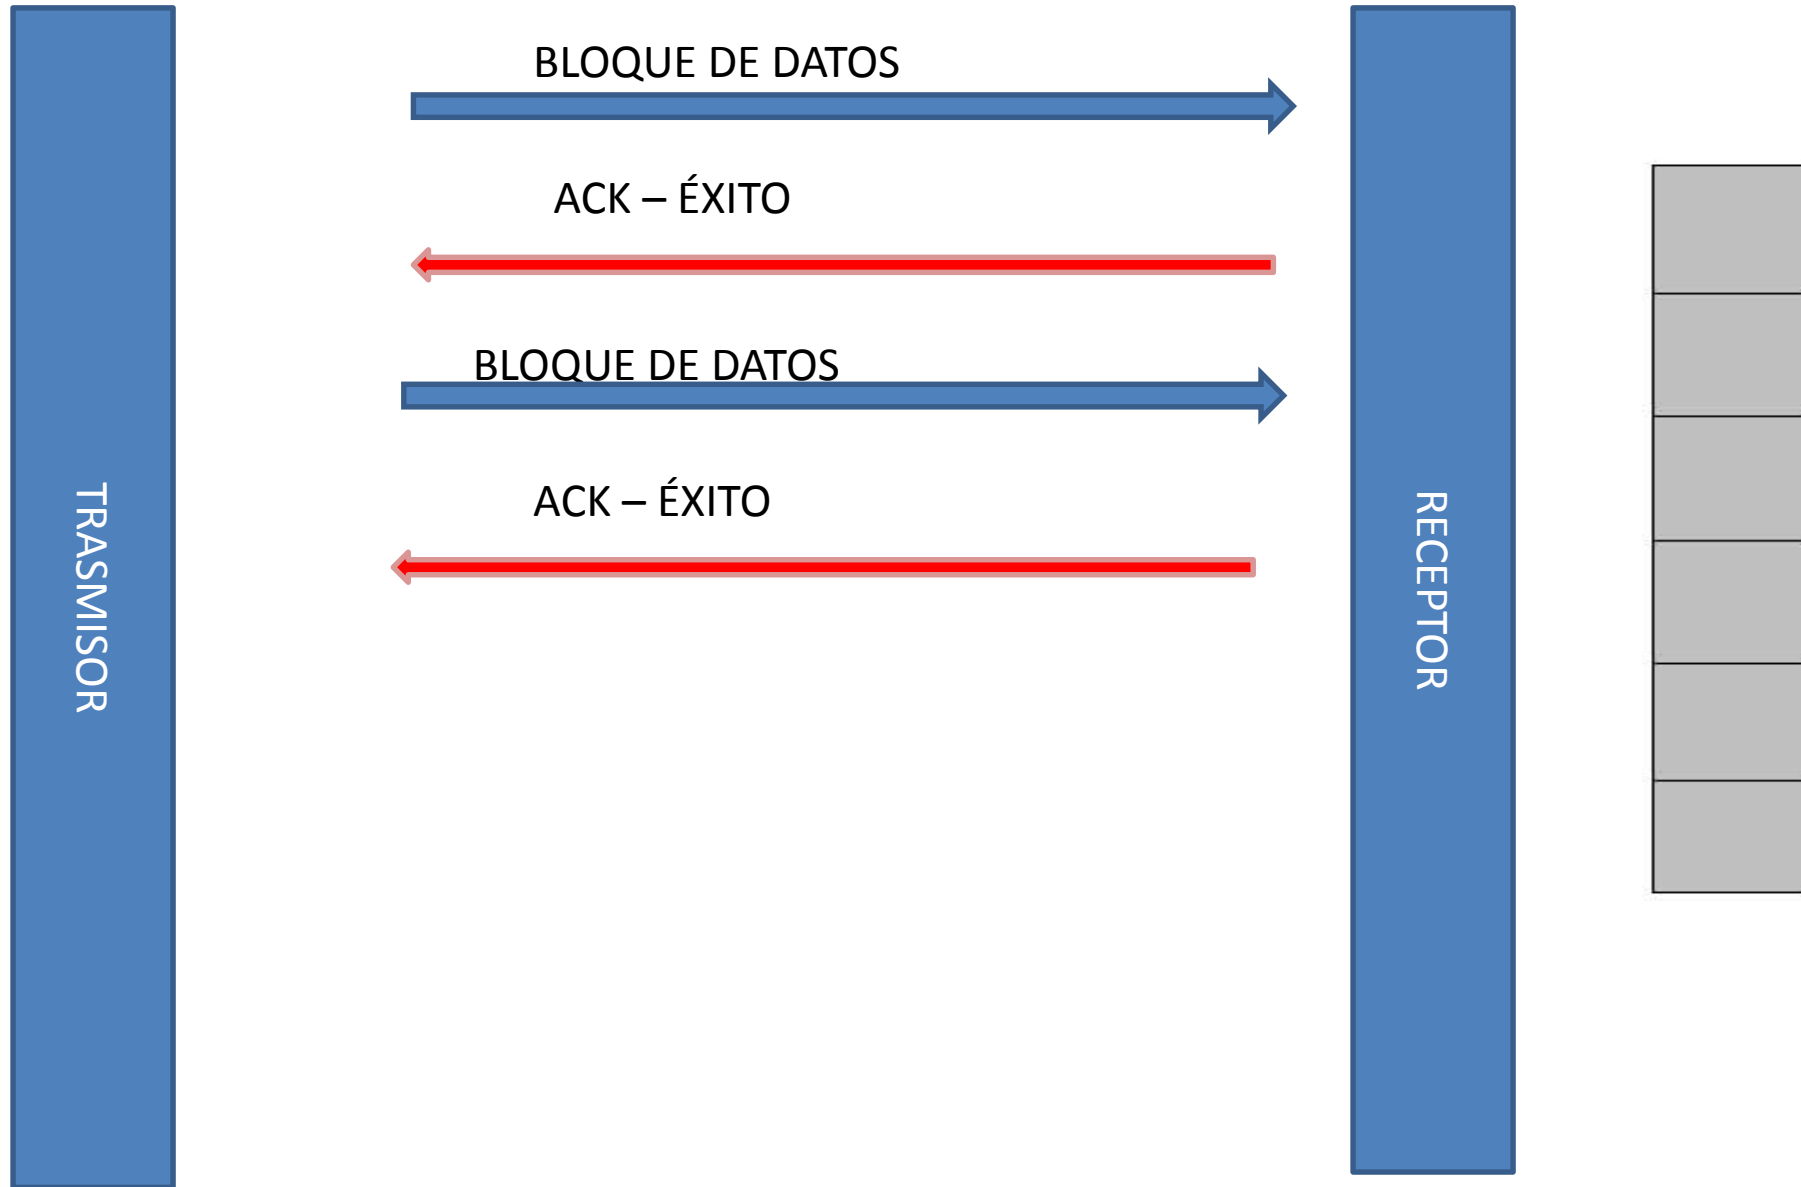 BLOQUE DE DATOS
ACK – ÉXITO
BLOQUE DE DATOS
ACK – ÉXITO
TRASMISOR
RECEPTOR